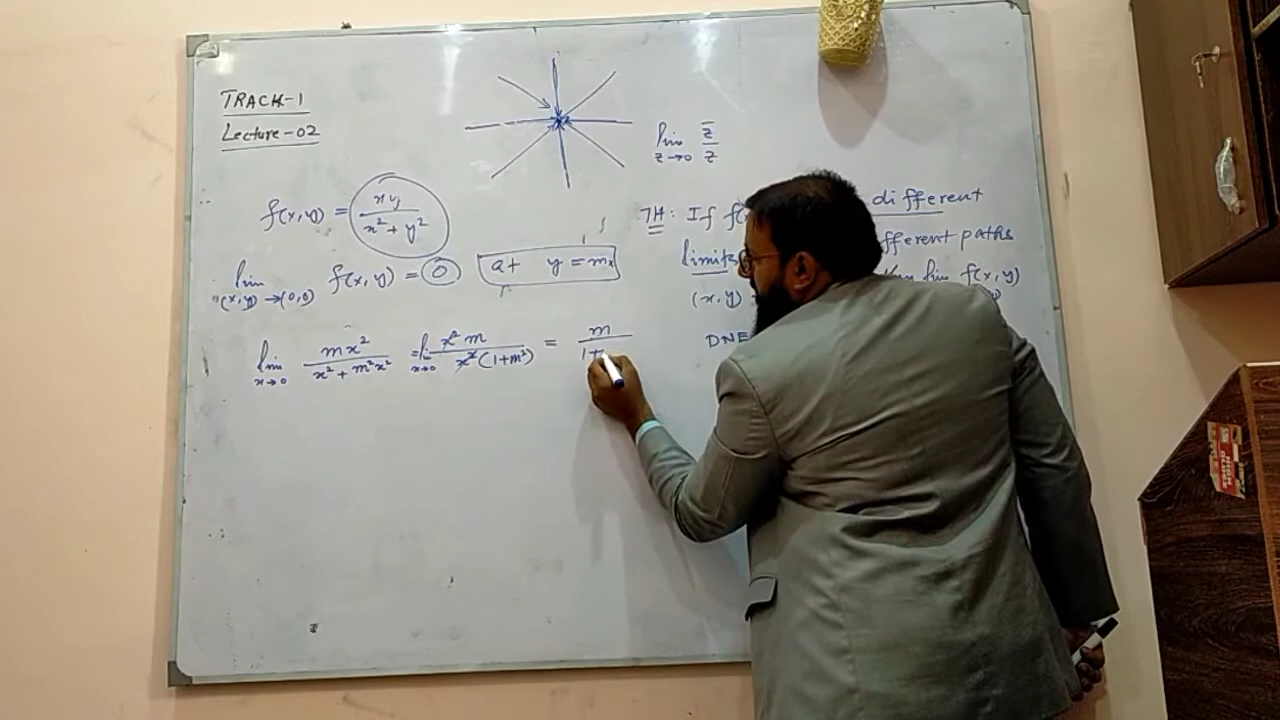 TRACK-1
Lecture-02
lim z→0 z̅/z
f(x,y) = xy/(x² + y²)
lim (x,y)→(0,0) f(x,y) = 0 at y = mx
lim x→0 mx²/(x² + m²x²) = lim x→0 x²m/(x²(1+m²)) = m/(1+
TH: If f( different
limits fferent paths
(x,y) lim f(x,y)
DNE